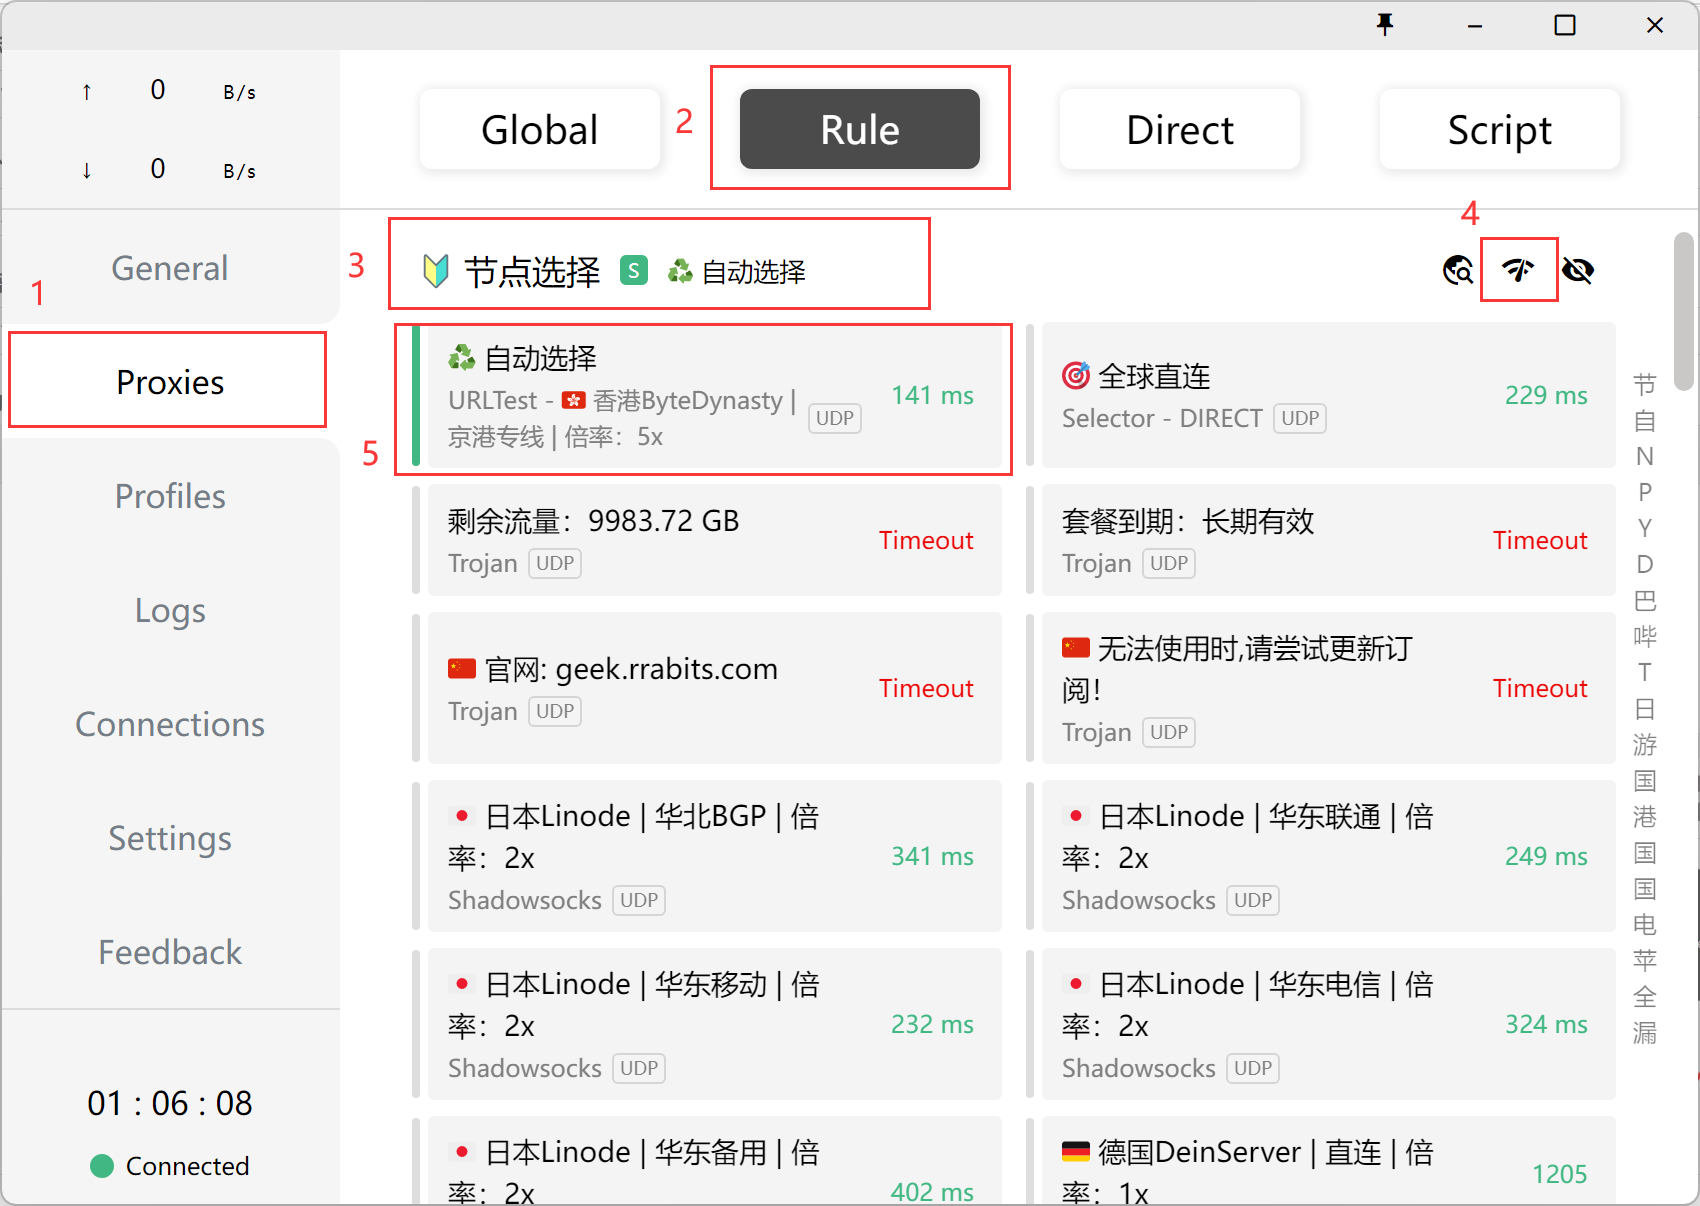 ↑ 0 B/s
↓ 0 B/s
Global
2
Rule
Direct
Script
1
General
Proxies
Profiles
Logs
Connections
Settings
Feedback
01 : 06 : 08
Connected
3
节点选择 S 自动选择
4
5
自动选择
URLTest - 香港ByteDynasty |
京港专线 | 倍率：5x
UDP
141 ms
全球直连
Selector - DIRECT UDP
229 ms
剩余流量：9983.72 GB
Trojan UDP
Timeout
套餐到期：长期有效
Trojan UDP
Timeout
官网: geek.rrabits.com
Trojan UDP
Timeout
无法使用时,请尝试更新订
阅！
Trojan UDP
Timeout
日本Linode | 华北BGP | 倍
率：2x
Shadowsocks UDP
341 ms
日本Linode | 华东联通 | 倍
率：2x
Shadowsocks UDP
249 ms
日本Linode | 华东移动 | 倍
率：2x
Shadowsocks UDP
232 ms
日本Linode | 华东电信 | 倍
率：2x
Shadowsocks UDP
324 ms
日本Linode | 华东备用 | 倍
率：2x
402 ms
德国DeinServer | 直连 | 倍
率：1x
1205
节
自
N
P
Y
D
巴
哔
T
日
游
国
港
国
国
电
苹
全
漏